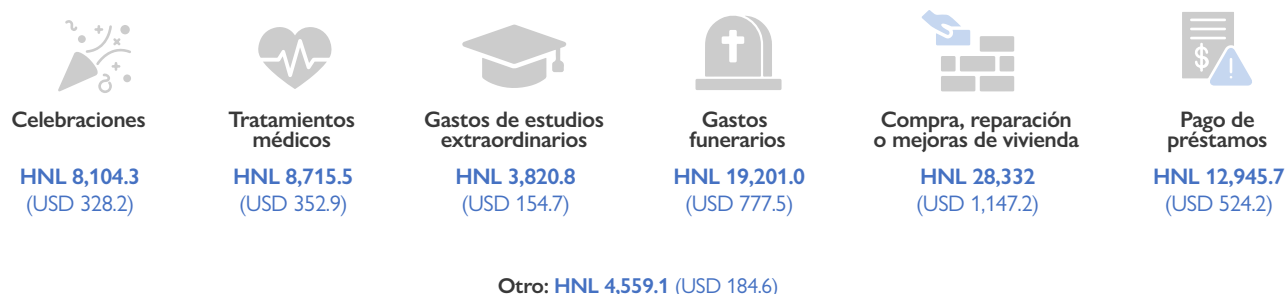 Celebraciones
HNL 8,104.3
(USD 328.2)
Tratamientos
médicos
HNL 8,715.5
(USD 352.9)
Gastos de estudios
extraordinarios
HNL 3,820.8
(USD 154.7)
Gastos
funerarios
HNL 19,201.0
(USD 777.5)
Compra, reparación
o mejoras de vivienda
HNL 28,332
(USD 1,147.2)
$
!
Pago de
préstamos
HNL 12,945.7
(USD 524.2)
Otro: HNL 4,559.1 (USD 184.6)